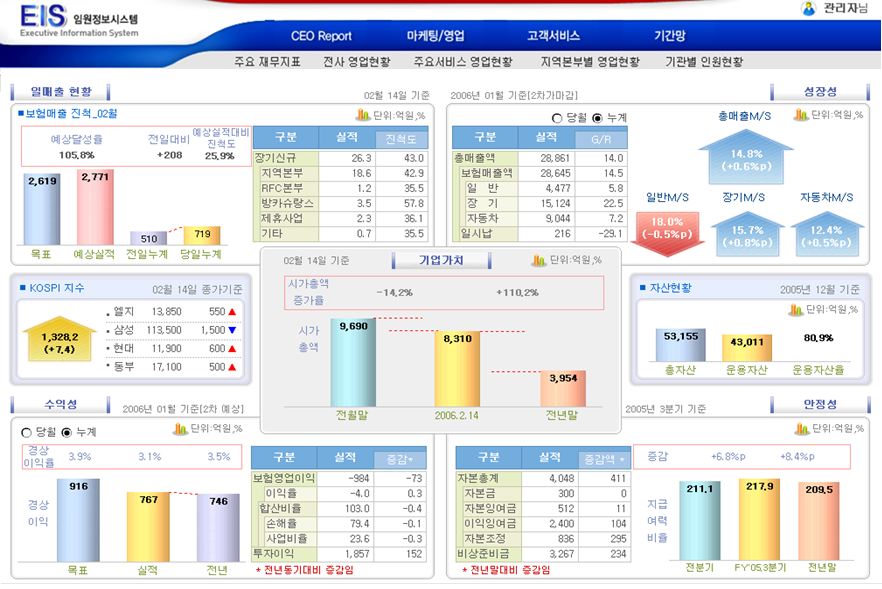 EIS 임원정보시스템
Executive Information System
관리자님
CEO Report 마케팅/영업 고객서비스 기간망
주요 재무지표 전사 영업현황 주요서비스 영업현황 지역본부별 영업현황 기관별 인원현황
일매출 현황
02월 14일 기준
보험매출 진척_02월
단위:억원,%
예상달성율 전일대비 예상실적대비 진척도
105,8% +208 25,9%
2,619 2,771 510 719
목표 예상실적 전일누계 당일누계
구분 실적 진척도
장기신규 26.3 43.0
지역본부 18.6 42.9
RFC본부 1.2 35.5
방카슈랑스 3.5 57.8
제휴사업 2.3 36.1
기타 0.7 35.5
2006년 01월 기준[2차가마감]
성장성
당월 누계
구분 실적 G/R
총매출액 28,861 14.0
보험매출액 28,645 14.5
일 반 4,477 5.8
장 기 15,124 22.5
자동차 9,044 7.2
일시납 216 -29.1
총매출M/S
단위:억원,%
14.8%
(+0.6%p)
일반M/S 장기M/S 자동차M/S
18.0%
(-0.5%p)
15.7%
(+0.8%p)
12.4%
(+0.5%p)
KOSPI 지수
02월 14일 종가기준
1,328,2
(+7,4)
엘지 13,850 550 ▲
삼성 113,500 1,500 ▼
현대 11,900 600 ▲
동부 17,100 500 ▲
02월 14일 기준
기업가치
단위:억원,%
시가총액 증가율 -14,2% +110,2%
시가 총액
9,690 8,310 3,954
전월말 2006.2.14 전년말
자산현황
2005년 12월 기준
단위:억원,%
53,155 43,011 80,9%
총자산 운용자산 운용자산율
수익성
2006년 01월 기준[2차 예상]
당월 누계
단위:억원,%
경상 이익률 3.9% 3.1% 3.5%
경상 이익
916 767 746
목표 실적 전년
구분 실적 증감*
보험영업이익 -984 -73
이익률 -4.0 0.3
합산비율 103.0 -0.4
손해율 79.4 -0.1
사업비율 23.6 -0.3
투자이익 1,857 152
* 전년동기대비 증감임
2005년 3분기 기준
안정성
단위:억원,%
구분 실적 증감액 *
자본총계 4,048 411
자본금 300 0
자본잉여금 512 11
이익잉여금 2,400 104
자본조정 836 295
비상준비금 3,267 234
* 전년말대비 증감임
증감 +6.8%p +8.4%p
지급 여력 비율
211,1 217,9 209,5
전분기 FY'05,3분기 전년말